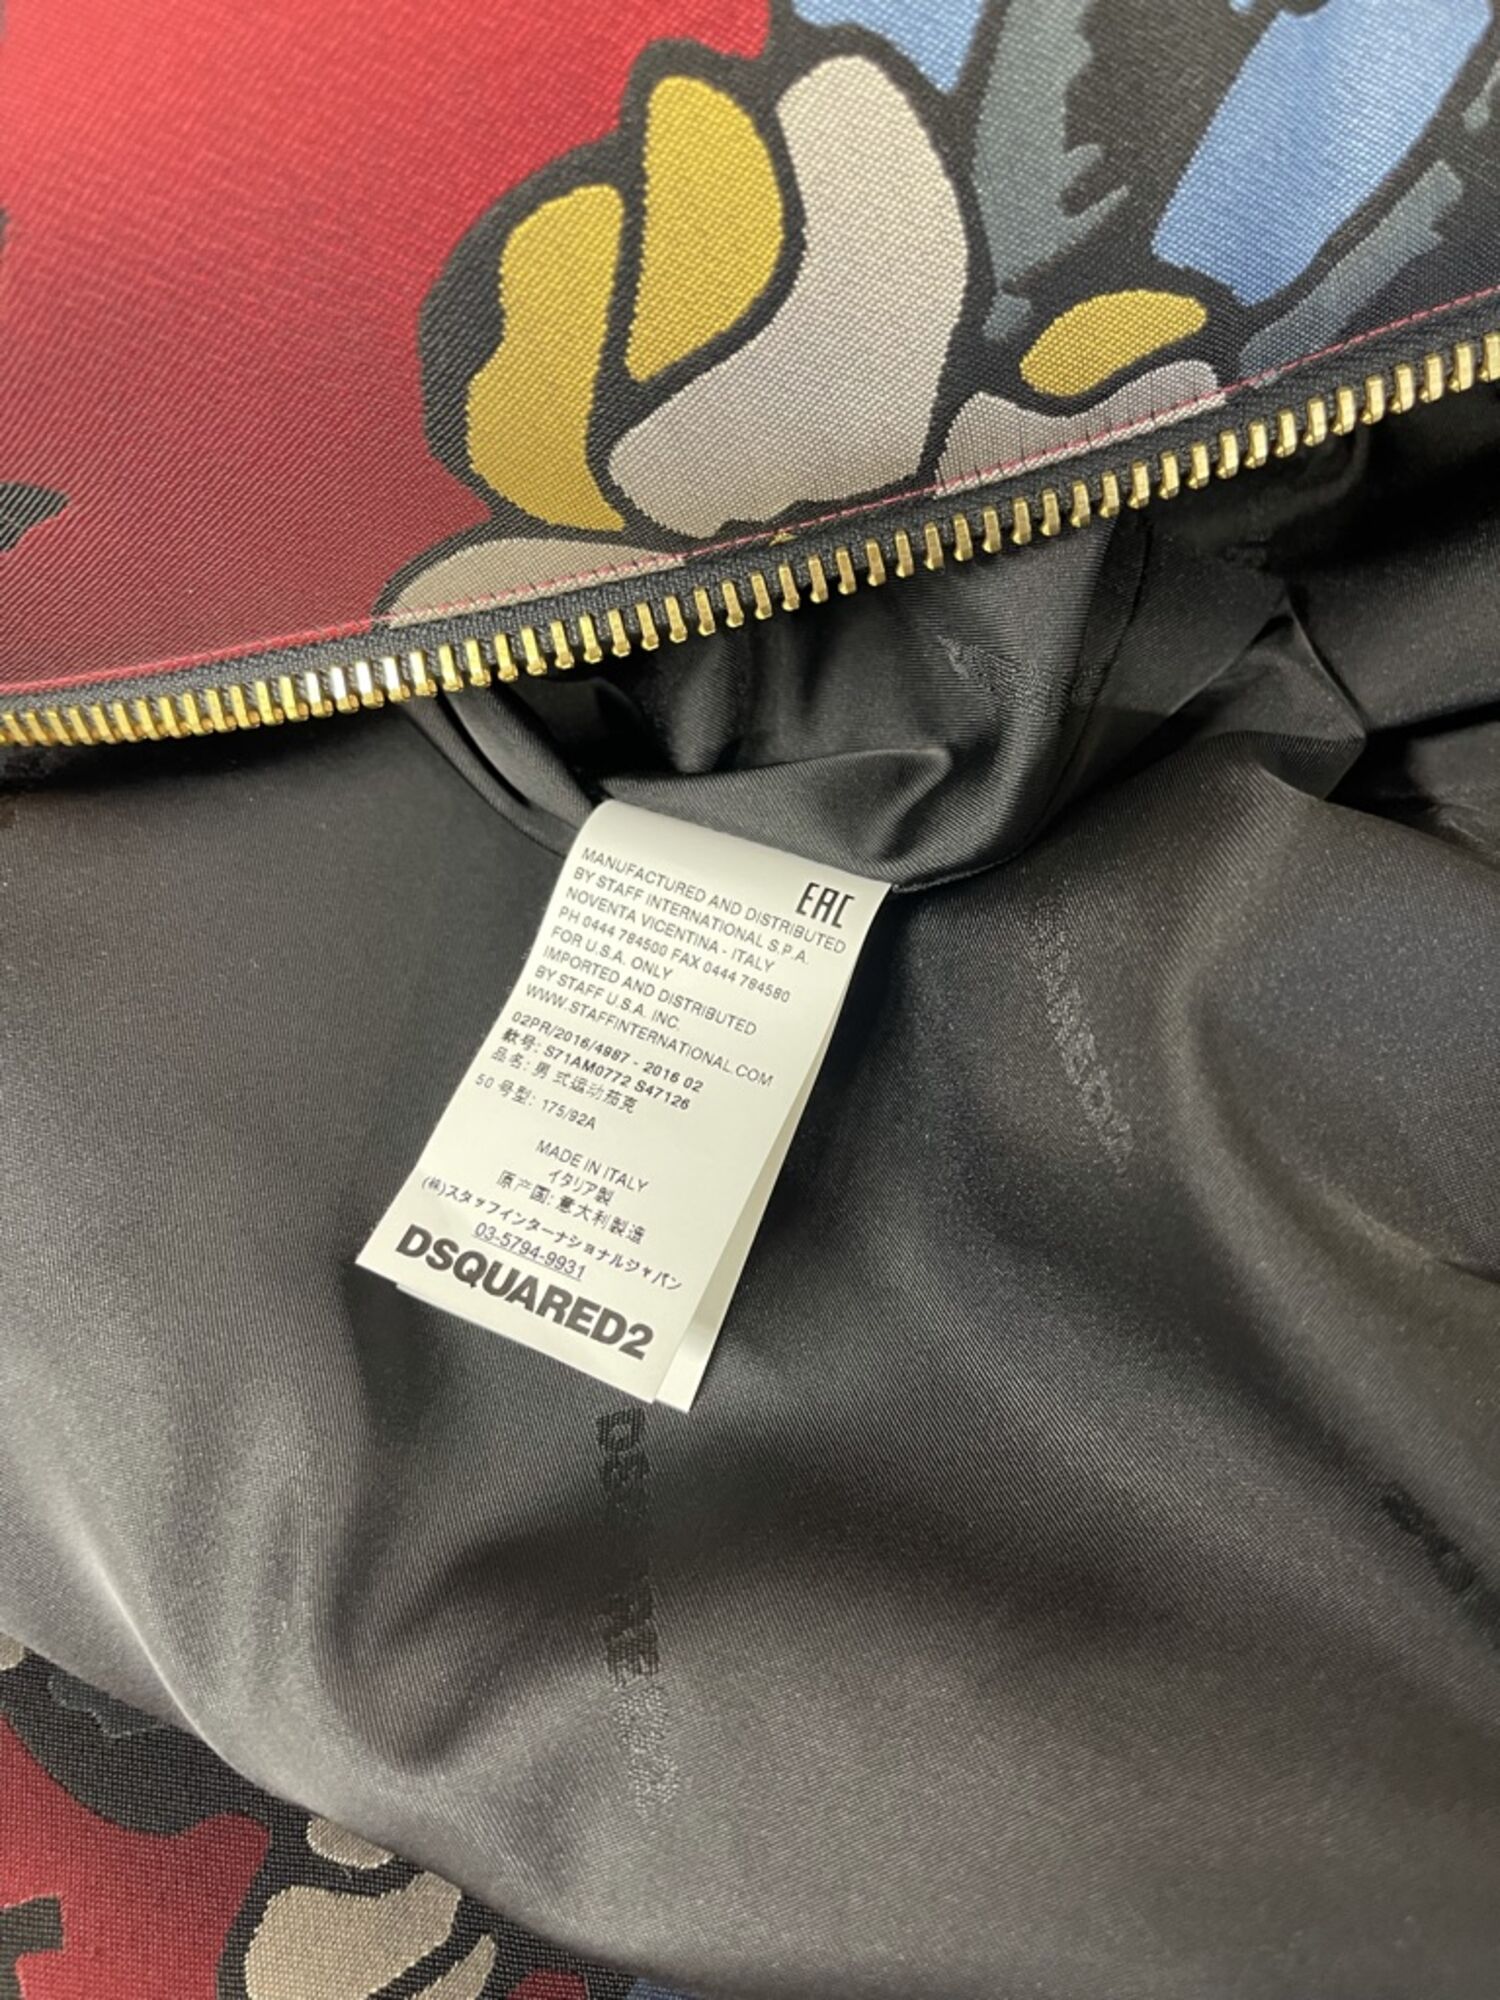 EAC
MANUFACTURED AND DISTRIBUTED
BY STAFF INTERNATIONAL S.P.A.
NOVENTA VICENTINA - ITALY
PH 0444 784500 FAX 0444 784580
FOR U.S.A. ONLY
IMPORTED AND DISTRIBUTED
BY STAFF U.S.A. INC.
WWW.STAFFINTERNATIONAL.COM
02PR/2016/4987 - 2016 02
款号: S71AM0772 S47126
品名: 男式运动茄克
50 号型: 175/92A
MADE IN ITALY
イタリア製
原产国: 意大利製造
(株)スタッフインターナショナルジャパン
03-5794-9931
DSQUARED2